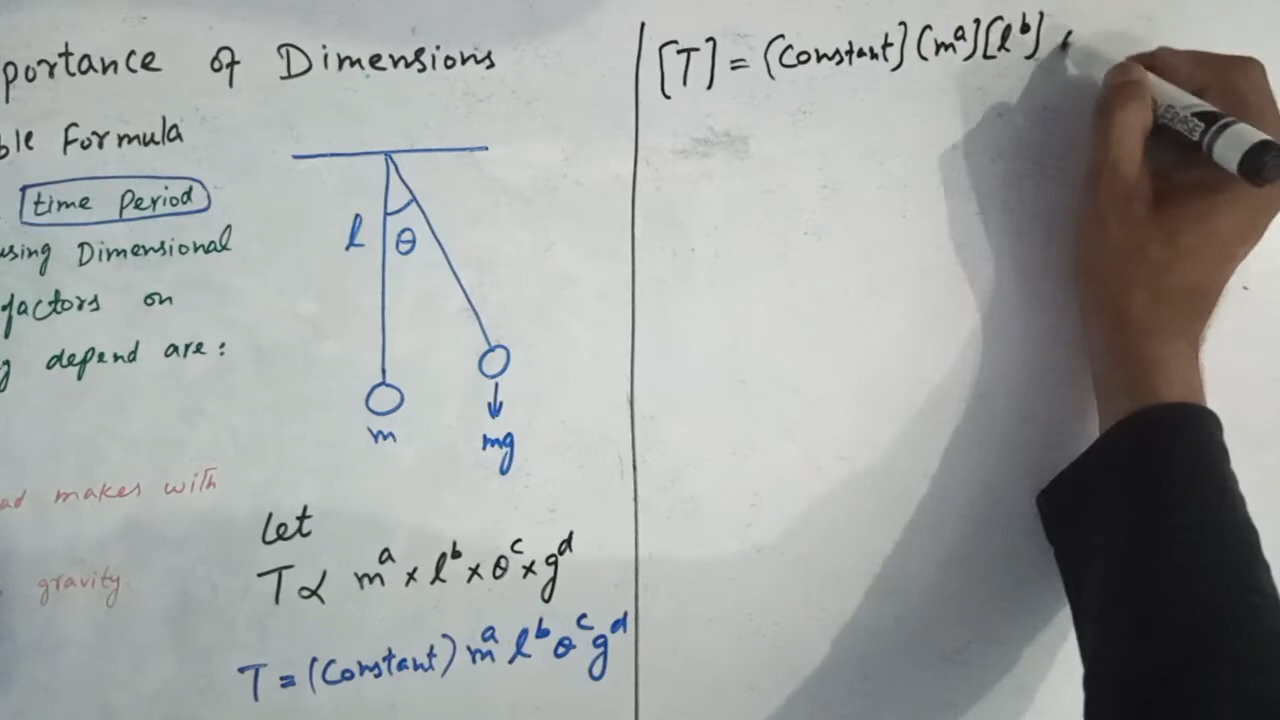 portance of Dimensions
ble Formula
time Period
using Dimensional
factors on
g depend are:
ad makes with
gravity.
l
θ
m
mg
Let
T ∝ m^a × l^b × θ^c × g^d
T = (Constant) m^a l^b θ^c g^d
[T] = (Constant] (m^a] [l^b]